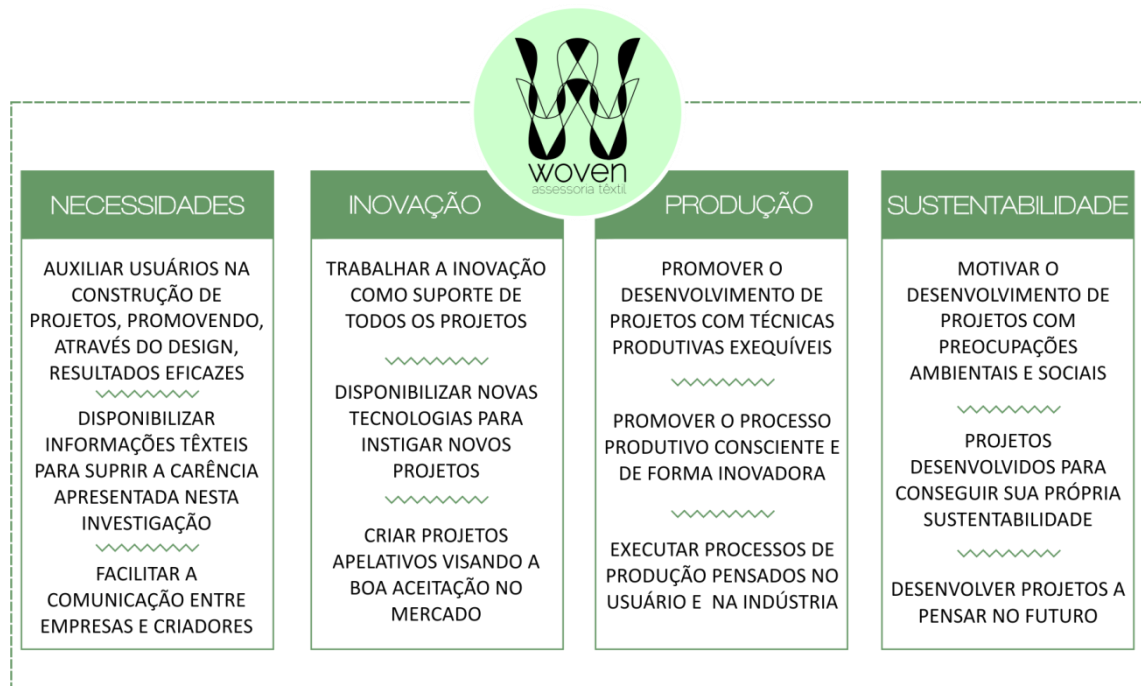 woven
assessoria têxtil
NECESSIDADES
AUXILIAR USUÁRIOS NA
CONSTRUÇÃO DE
PROJETOS, PROMOVENDO,
ATRAVÉS DO DESIGN,
RESULTADOS EFICAZES
DISPONIBILIZAR
INFORMAÇÕES TÊXTEIS
PARA SUPRIR A CARÊNCIA
APRESENTADA NESTA
INVESTIGAÇÃO
FACILITAR A
COMUNICAÇÃO ENTRE
EMPRESAS E CRIADORES
INOVAÇÃO
TRABALHAR A INOVAÇÃO
COMO SUPORTE DE
TODOS OS PROJETOS
DISPONIBILIZAR NOVAS
TECNOLOGIAS PARA
INSTIGAR NOVOS
PROJETOS
CRIAR PROJETOS
APELATIVOS VISANDO A
BOA ACEITAÇÃO NO
MERCADO
PRODUÇÃO
PROMOVER O
DESENVOLVIMENTO DE
PROJETOS COM TÉCNICAS
PRODUTIVAS EXEQUÍVEIS
PROMOVER O PROCESSO
PRODUTIVO CONSCIENTE E
DE FORMA INOVADORA
EXECUTAR PROCESSOS DE
PRODUÇÃO PENSADOS NO
USUÁRIO E NA INDÚSTRIA
SUSTENTABILIDADE
MOTIVAR O
DESENVOLVIMENTO DE
PROJETOS COM
PREOCUPAÇÕES
AMBIENTAIS E SOCIAIS
PROJETOS
DESENVOLVIDOS PARA
CONSEGUIR SUA PRÓPRIA
SUSTENTABILIDADE
DESENVOLVER PROJETOS A
PENSAR NO FUTURO